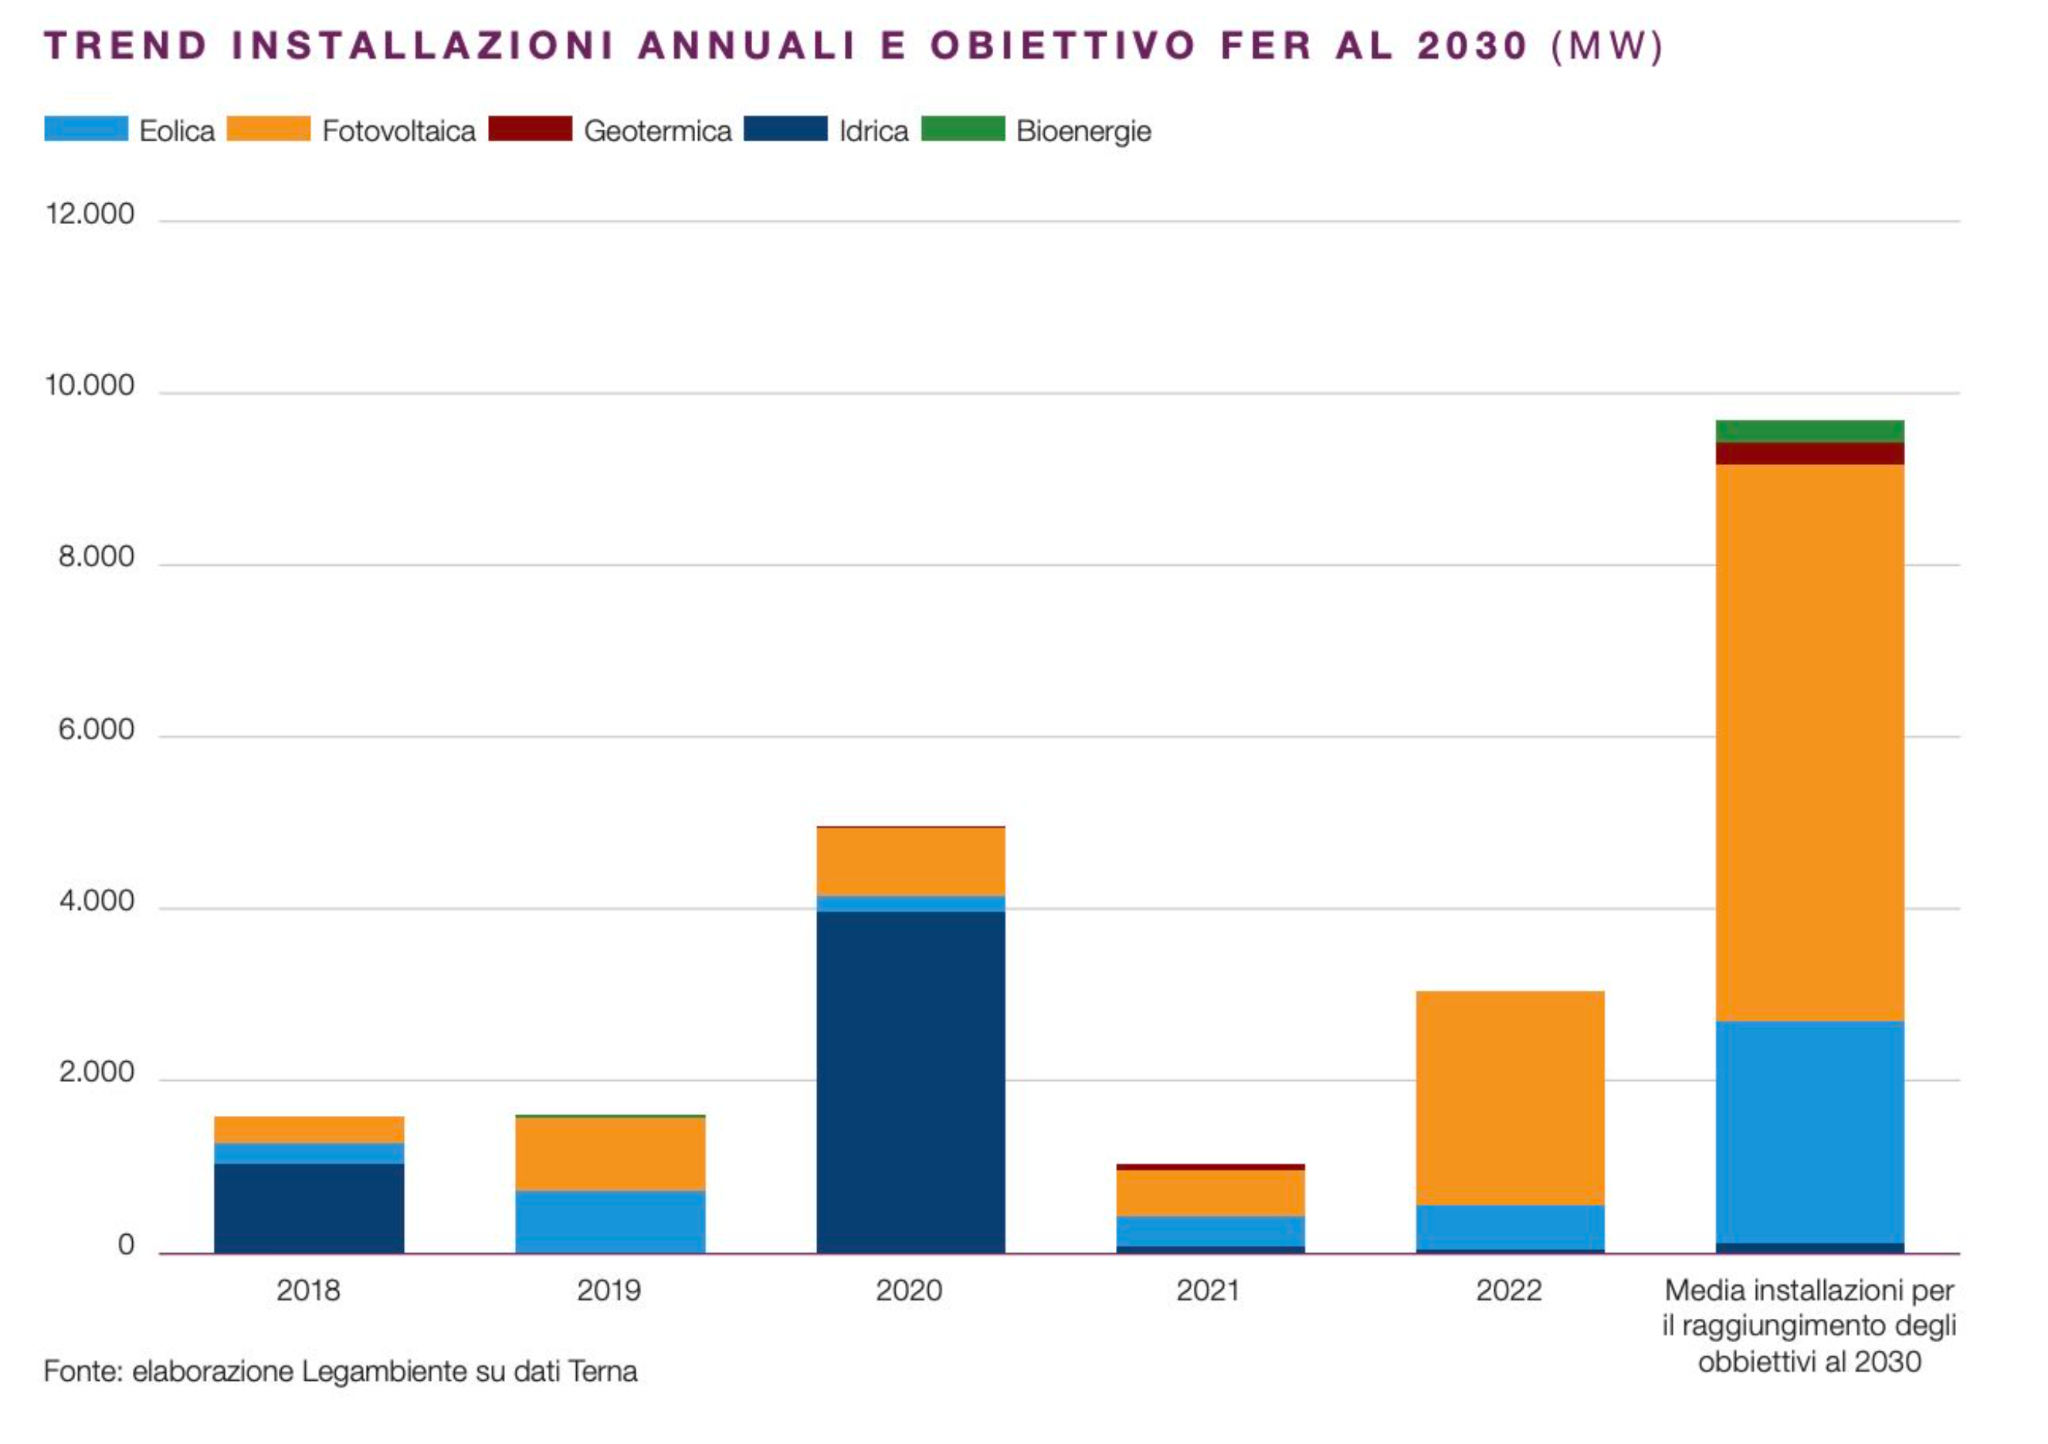 TREND INSTALLAZIONI ANNUALI E OBIETTIVO FER AL 2030 (MW)
Eolica Fotovoltaica Geotermica Idrica Bioenergie
12.000
10.000
8.000
6.000
4.000
2.000
0
2018 2019 2020 2021 2022 Media installazioni per
il raggiungimento degli
obbiettivi al 2030
Fonte: elaborazione Legambiente su dati Terna